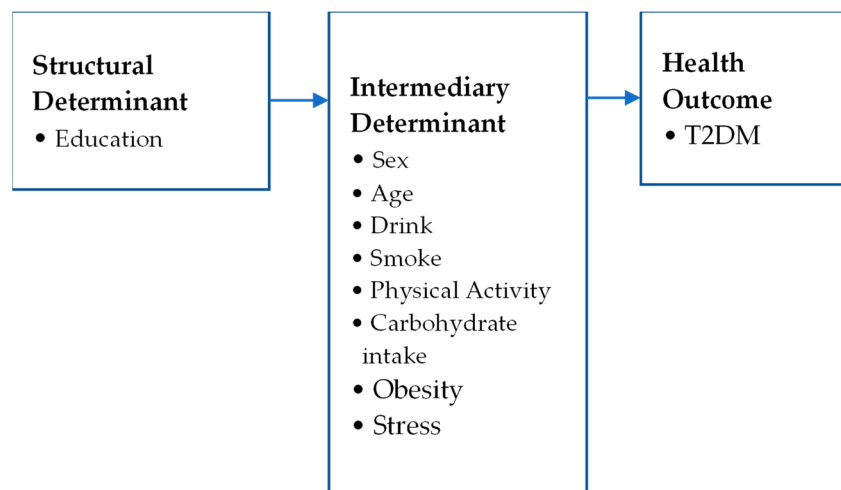 Structural
Determinant
• Education
Intermediary
Determinant
• Sex
• Age
• Drink
• Smoke
• Physical Activity
• Carbohydrate
intake
• Obesity
• Stress
Health
Outcome
• T2DM